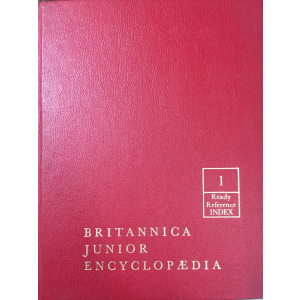 1
Ready
Reference
INDEX
BRITANNICA
JUNIOR
ENCYCLOPÆDIA